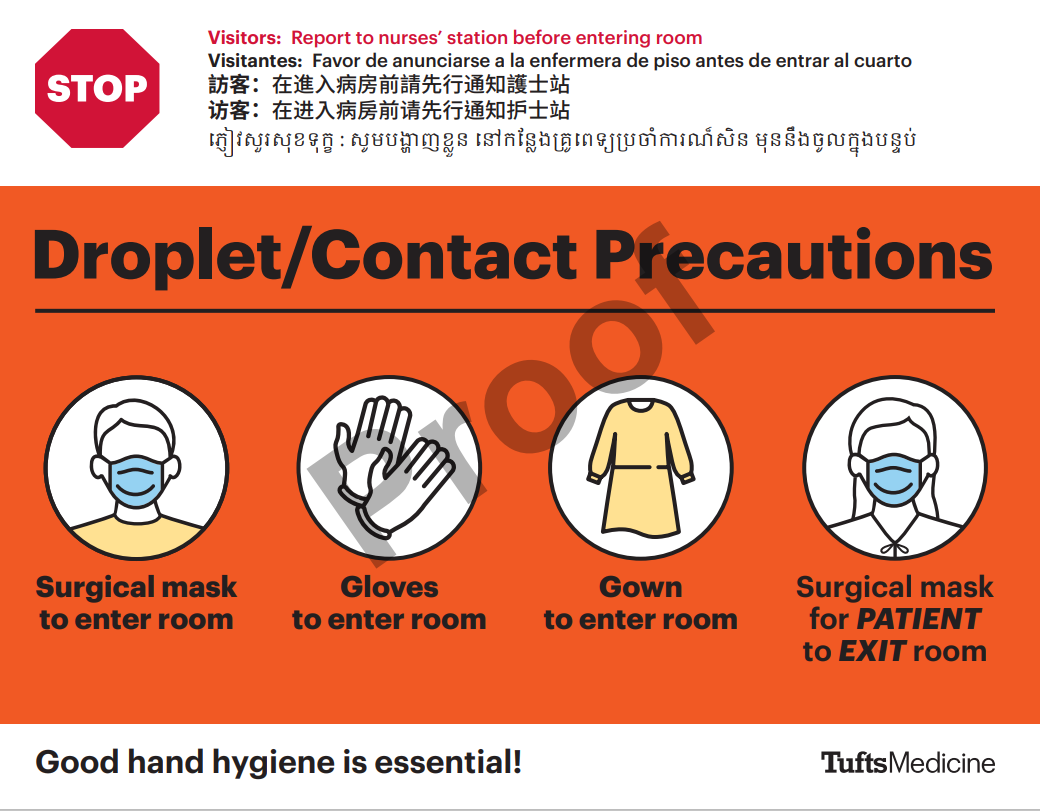 STOP
Visitors: Report to nurses’ station before entering room
Visitantes: Favor de anunciarse a la enfermera de piso antes de entrar al cuarto
訪客：在進入病房前請先行通知護士站
访客：在进入病房前请先行通知护士站
ភ្ញៀវសួរសុខទុក្ខ : សូមបង្ហាញខ្លួន នៅកន្លែងគ្រូពេទ្យប្រចាំការណ៍សិន មុននឹងចូលក្នុងបន្ទប់
Droplet/Contact Precautions
Proof
Surgical mask
to enter room
Gloves
to enter room
Gown
to enter room
Surgical mask
for PATIENT
to EXIT room
Good hand hygiene is essential!
TuftsMedicine